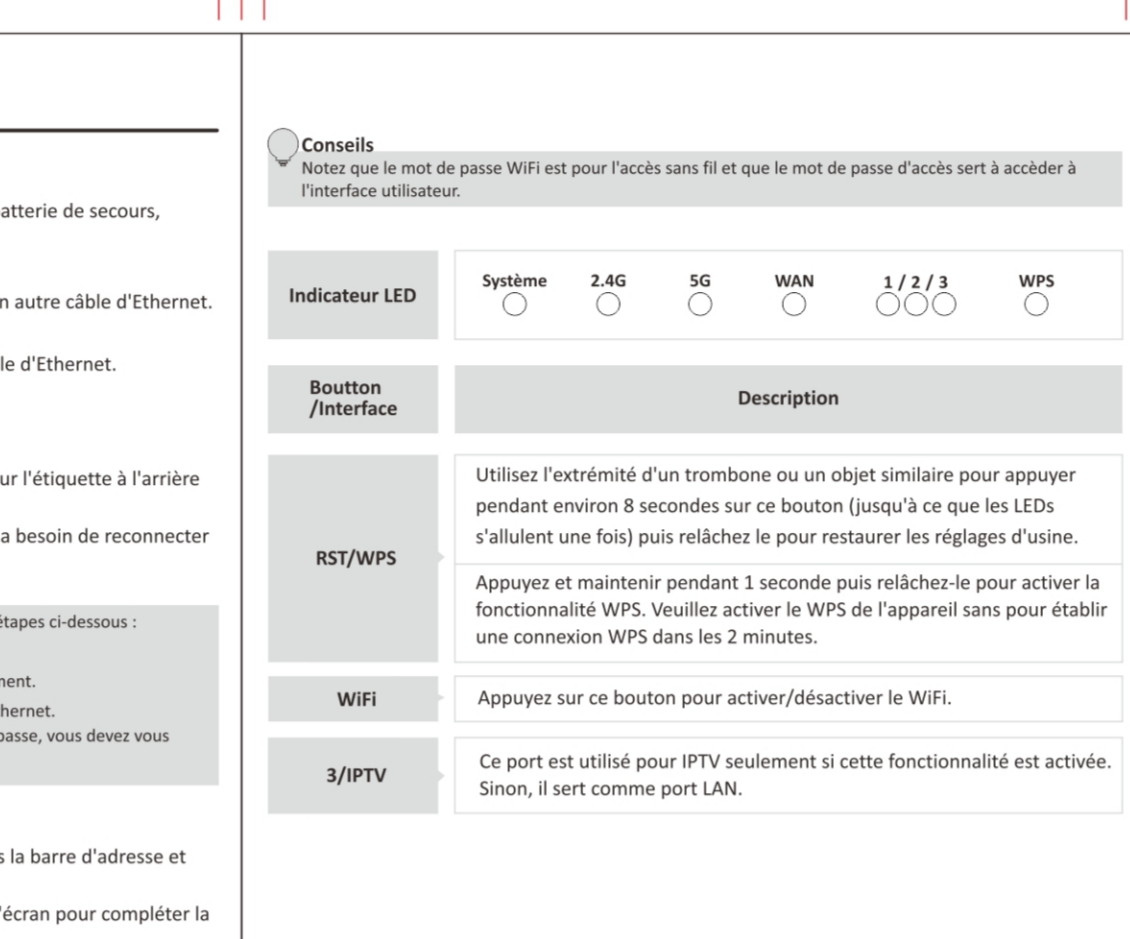 atterie de secours,
n autre câble d'Ethernet.
le d'Ethernet.
ur l'étiquette à l'arrière
a besoin de reconnecter
étapes ci-dessous :
ment.
hernet.
passe, vous devez vous
s la barre d'adresse et
'écran pour compléter la
Conseils
Notez que le mot de passe WiFi est pour l'accès sans fil et que le mot de passe d'accès sert à accèder à
l'interface utilisateur.
Indicateur LED
Système 2.4G 5G WAN 1 / 2 / 3 WPS
Boutton
/Interface
Description
RST/WPS
Utilisez l'extrémité d'un trombone ou un objet similaire pour appuyer
pendant environ 8 secondes sur ce bouton (jusqu'à ce que les LEDs
s'allulent une fois) puis relâchez le pour restaurer les réglages d'usine.
Appuyez et maintenir pendant 1 seconde puis relâchez-le pour activer la
fonctionnalité WPS. Veuillez activer le WPS de l'appareil sans pour établir
une connexion WPS dans les 2 minutes.
WiFi
Appuyez sur ce bouton pour activer/désactiver le WiFi.
3/IPTV
Ce port est utilisé pour IPTV seulement si cette fonctionnalité est activée.
Sinon, il sert comme port LAN.